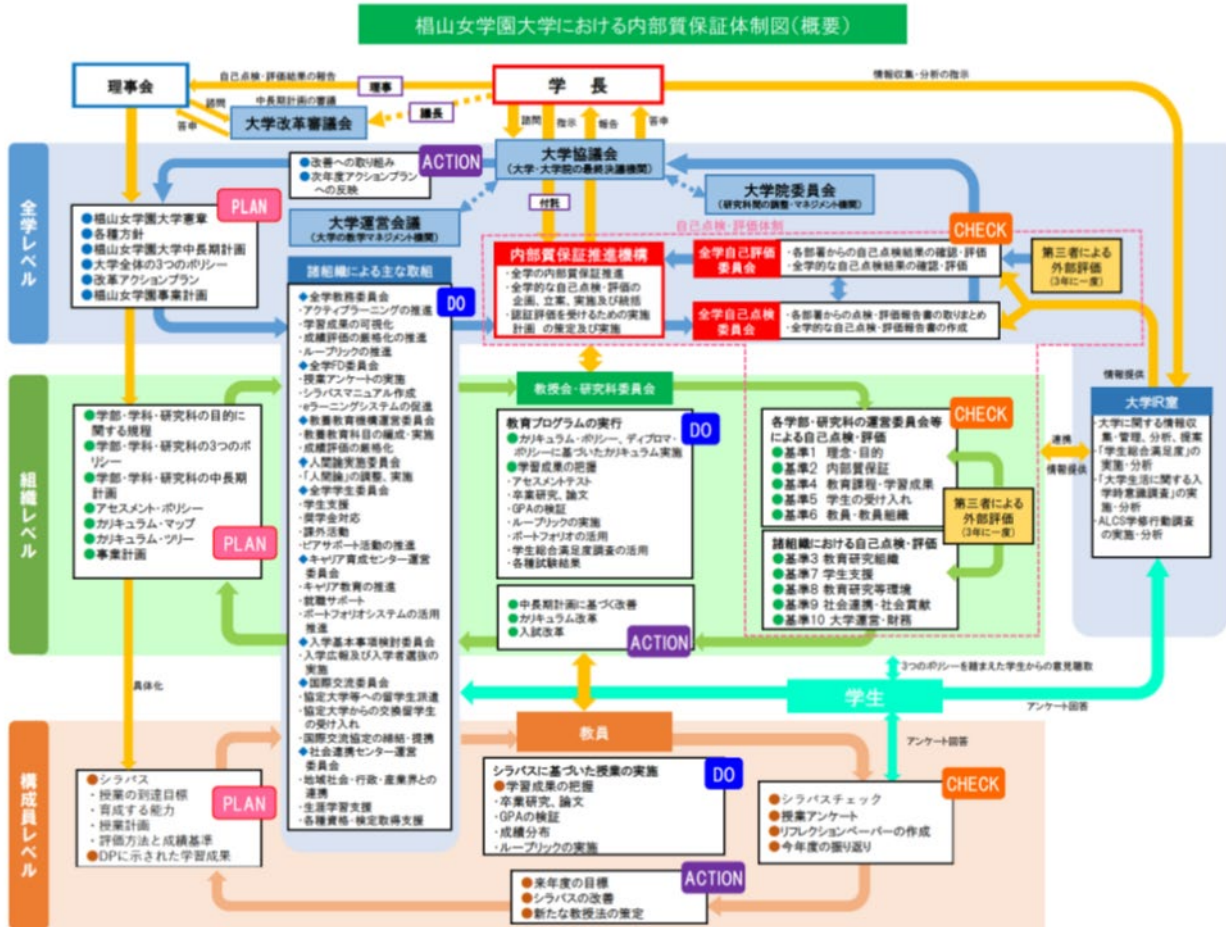 椙山女学園大学における内部質保証体制図（概要）
理事会
自己点検・評価結果の報告
理事
学　長
情報収集・分析の指示
諮問
中長期計画の審議
答申
大学改革審議会
議長
諮問
指示
報告
答申
全学レベル
●改善への取り組み
●次年度アクションプラン
への反映
ACTION
大学協議会
（大学・大学院の最終決議機関）
大学院委員会
（研究科間の調整・マネジメント機関）
大学運営会議
（大学の教学マネジメント機関）
付託
自己点検・評価体制
PLAN
●椙山女学園大学憲章
●各種方針
●椙山女学園大学中長期計画
●大学全体の3つのポリシー
●改革アクションプラン
●椙山女学園事業計画
内部質保証推進機構
・全学の内部質保証推進
・全学的な自己点検・評価の
企画、立案、実施及び統括
・認証評価を受けるための実施
計画　の策定及び実施
全学自己評価
委員会
CHECK
・各部署からの自己点検結果の確認・評価
・全学的な自己点検結果の確認・評価
第三者による
外部評価
（3年に一度）
全学自己点検
委員会
・各部署からの点検・評価報告書の取りまとめ
・全学的な自己点検・評価報告書の作成
諸組織による主な取組
DO
◆全学教務委員会
・アクティブラーニングの推進
・学習成果の可視化
・成績評価の厳格化の推進
・ルーブリックの推進
◆全学FD委員会
・授業アンケートの実施
・シラバスマニュアル作成
・eラーニングシステムの促進
◆教養教育機構運営委員会
・教養教育科目の編成・実施
・成績評価の厳格化
◆人間論実施委員会
・「人間論」の調整、実施
◆全学学生委員会
・学生支援
・奨学金対応
・課外活動
・ピアサポート活動の推進
◆キャリア育成センター運営
委員会
・キャリア教育の推進
・就職サポート
・ポートフォリオシステムの活用
推進
◆入学基本事項検討委員会
・入学広報及び入学者選抜の
実施
◆国際交流委員会
・協定大学等への留学生派遣
・協定大学からの交換留学生
の受け入れ
・国際交流協定の締結・提携
◆社会連携センター運営
委員会
・地域社会・行政・産業界との
連携
・生涯学習支援
・各種資格・検定取得支援
組織レベル
●学部・学科・研究科の目的に
関する規程
●学部・学科・研究科の3つのポ
リシー
●学部・学科・研究科の中長期
計画
●アセスメント・ポリシー
●カリキュラム・マップ
●カリキュラム・ツリー
●事業計画
PLAN
教授会・研究科委員会
教育プログラムの実行
DO
●カリキュラム・ポリシー、ディプロマ・
ポリシーに基づいたカリキュラム実施
●学習成果の把握
・アセスメントテスト
・卒業研究、論文
・GPAの検証
・ルーブリックの実施
・ポートフォリオの活用
・学生総合満足度調査の活用
・各種試験結果
●中長期計画に基づく改善
●カリキュラム改革
●入試改革
ACTION
CHECK
各学部・研究科の運営委員会等
による自己点検・評価
●基準1　理念・目的
●基準2　内部質保証
●基準4　教育課程・学習成果
●基準5　学生の受け入れ
●基準6　教員・教員組織
第三者による
外部評価
（3年に一度）
諸組織における自己点検・評価
●基準3 教育研究組織
●基準7 学生支援
●基準8 教育研究等環境
●基準9 社会連携・社会貢献
●基準10 大学運営・財務
情報提供
連携
情報提供
大学IR室
・大学に関する情報収
集・管理、分析、提案
・「学生総合満足度」の
実施・分析
・「大学生活に関する入
学時意識調査」の実
施・分析
・ALCS学修行動調査
の実施・分析
具体化
3つのポリシーを踏まえた学生からの意見聴取
学生
アンケート回答
アンケート回答
構成員レベル
●シラバス
・授業の到達目標
・育成する能力
・授業計画
・評価方法と成績基準
●DPに示された学習成果
PLAN
教員
シラバスに基づいた授業の実施
DO
●学習成果の把握
・卒業研究、論文
・GPAの検証
・成績分布
・ルーブリックの実施
CHECK
●シラバスチェック
●授業アンケート
●リフレクションペーパーの作成
●今年度の振り返り
●来年度の目標
●シラバスの改善
●新たな教授法の策定
ACTION